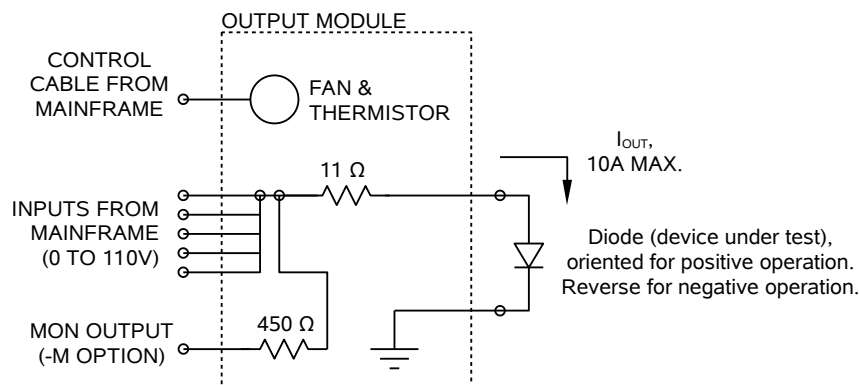 OUTPUT MODULE
CONTROL
CABLE FROM
MAINFRAME
FAN &
THERMISTOR
I_OUT,
10A MAX.
11 Ω
INPUTS FROM
MAINFRAME
(0 TO 110V)
Diode (device under test),
oriented for positive operation.
Reverse for negative operation.
MON OUTPUT
(-M OPTION)
450 Ω